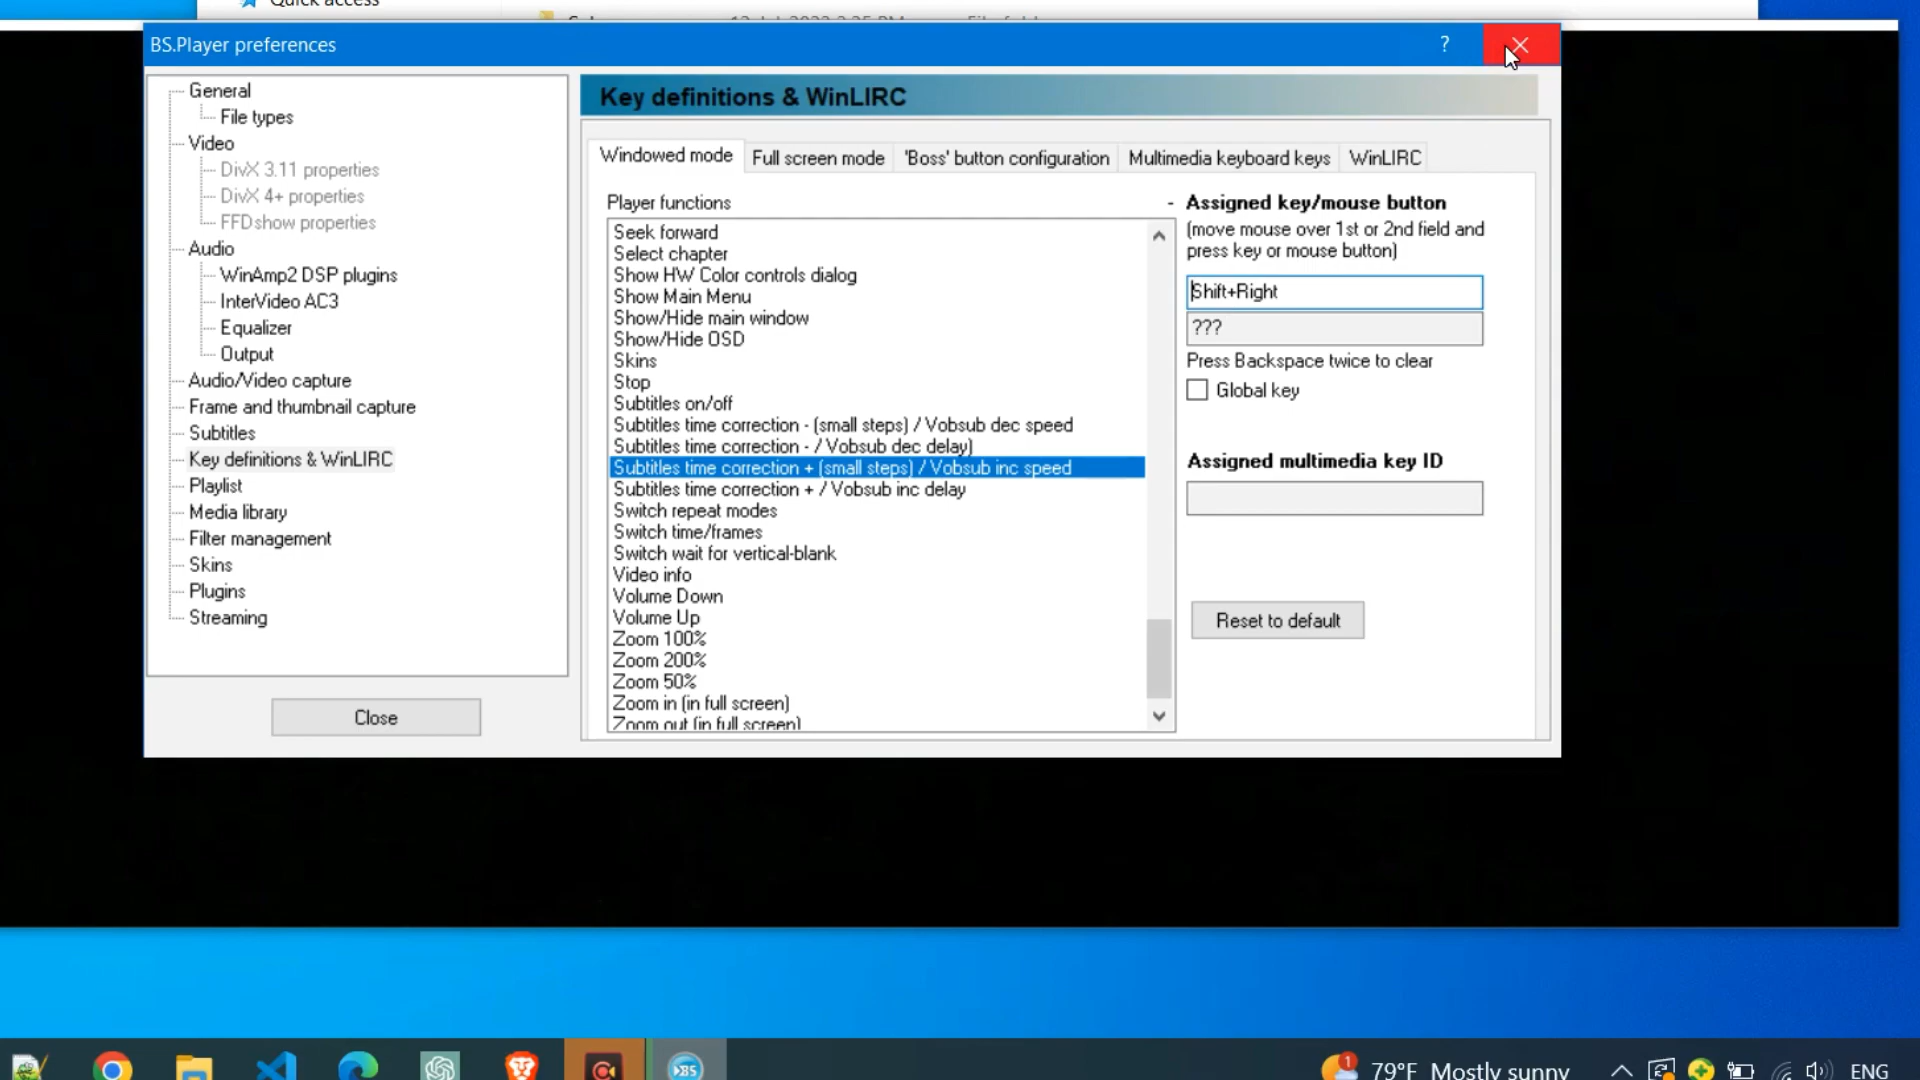 Quick access
BS.Player preferences
?
General
File types
Video
DivX 3.11 properties
DivX 4+ properties
FFDshow properties
Audio
WinAmp2 DSP plugins
InterVideo AC3
Equalizer
Output
Audio/Video capture
Frame and thumbnail capture
Subtitles
Key definitions & WinLIRC
Playlist
Media library
Filter management
Skins
Plugins
Streaming
Close
Key definitions & WinLIRC
Windowed mode
Full screen mode
'Boss' button configuration
Multimedia keyboard keys
WinLIRC
Player functions
Seek forward
Select chapter
Show HW Color controls dialog
Show Main Menu
Show/Hide main window
Show/Hide OSD
Skins
Stop
Subtitles on/off
Subtitles time correction - (small steps) / Vobsub dec speed
Subtitles time correction - / Vobsub dec delay)
Subtitles time correction + (small steps) / Vobsub inc speed
Subtitles time correction + / Vobsub inc delay
Switch repeat modes
Switch time/frames
Switch wait for vertical-blank
Video info
Volume Down
Volume Up
Zoom 100%
Zoom 200%
Zoom 50%
Zoom in (in full screen)
Zoom out (in full screen)
- Assigned key/mouse button
(move mouse over 1st or 2nd field and
press key or mouse button)
Shift+Right
???
Press Backspace twice to clear
Global key
Assigned multimedia key ID
Reset to default
BS
1
79°F Mostly sunny
ENG